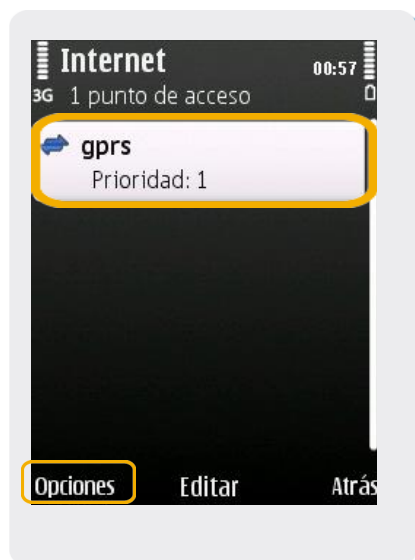 Internet 00:57
3G 1 punto de acceso
gprs
Prioridad: 1
Opciones Editar Atrás